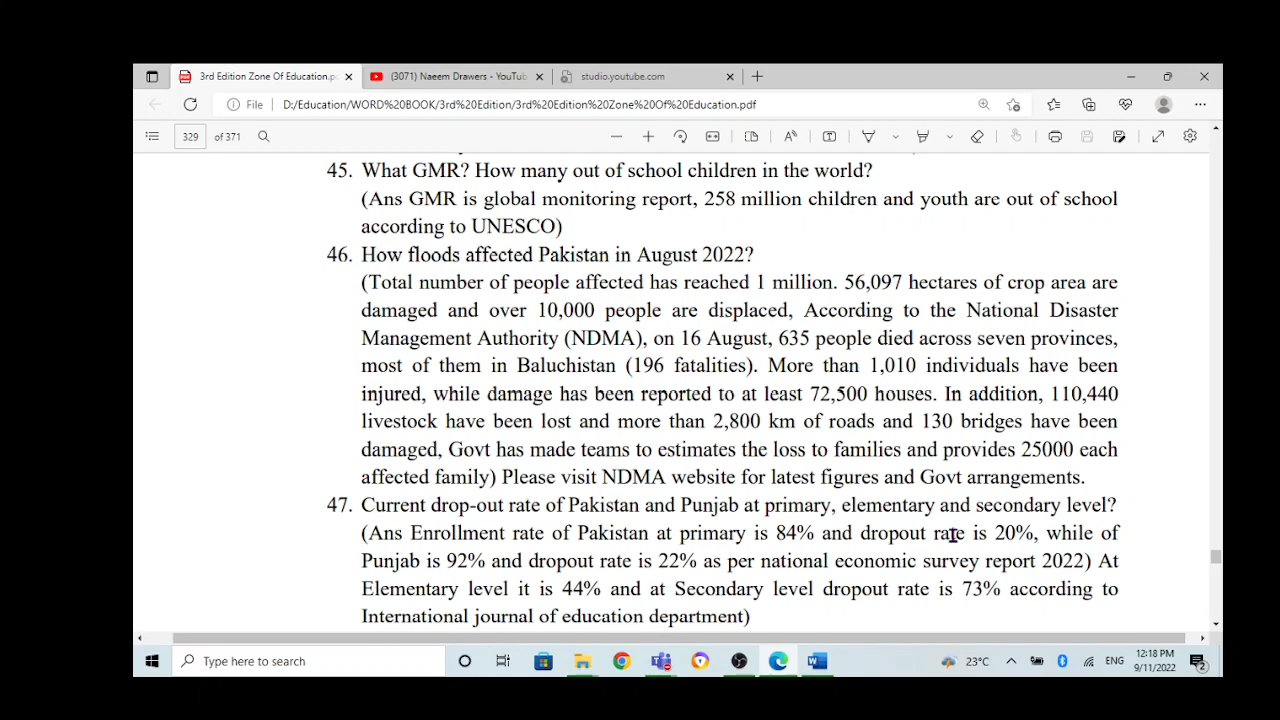 3rd Edition Zone Of Education.p
(3071) Naeem Drawers - YouTub
studio.youtube.com
File
D:/Education/WORD%20BOOK/3rd%20Edition/3rd%20Edition%20Zone%20Of%20Education.pdf
329 of 371
45. What GMR? How many out of school children in the world?
(Ans GMR is global monitoring report, 258 million children and youth are out of school
according to UNESCO)
46. How floods affected Pakistan in August 2022?
(Total number of people affected has reached 1 million. 56,097 hectares of crop area are
damaged and over 10,000 people are displaced, According to the National Disaster
Management Authority (NDMA), on 16 August, 635 people died across seven provinces,
most of them in Baluchistan (196 fatalities). More than 1,010 individuals have been
injured, while damage has been reported to at least 72,500 houses. In addition, 110,440
livestock have been lost and more than 2,800 km of roads and 130 bridges have been
damaged, Govt has made teams to estimates the loss to families and provides 25000 each
affected family) Please visit NDMA website for latest figures and Govt arrangements.
47. Current drop-out rate of Pakistan and Punjab at primary, elementary and secondary level?
(Ans Enrollment rate of Pakistan at primary is 84% and dropout rate is 20%, while of
Punjab is 92% and dropout rate is 22% as per national economic survey report 2022) At
Elementary level it is 44% and at Secondary level dropout rate is 73% according to
International journal of education department)
Type here to search
23°C
ENG
12:18 PM
9/11/2022
2